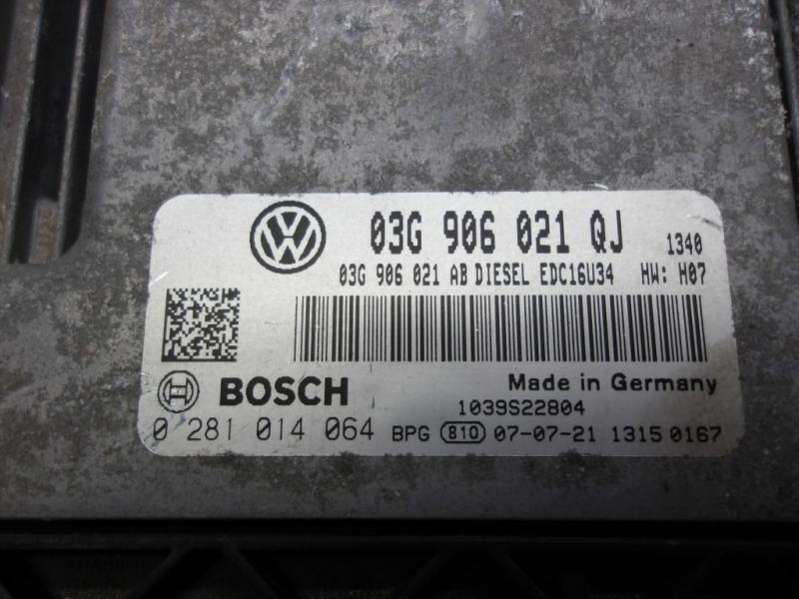 03G 906 021 QJ 1340
03G 906 021 AB DIESEL EDC16U34 HW: H07
BOSCH Made in Germany
1039S22804
0 281 014 064 BPG 810 07-07-21 1315 0167